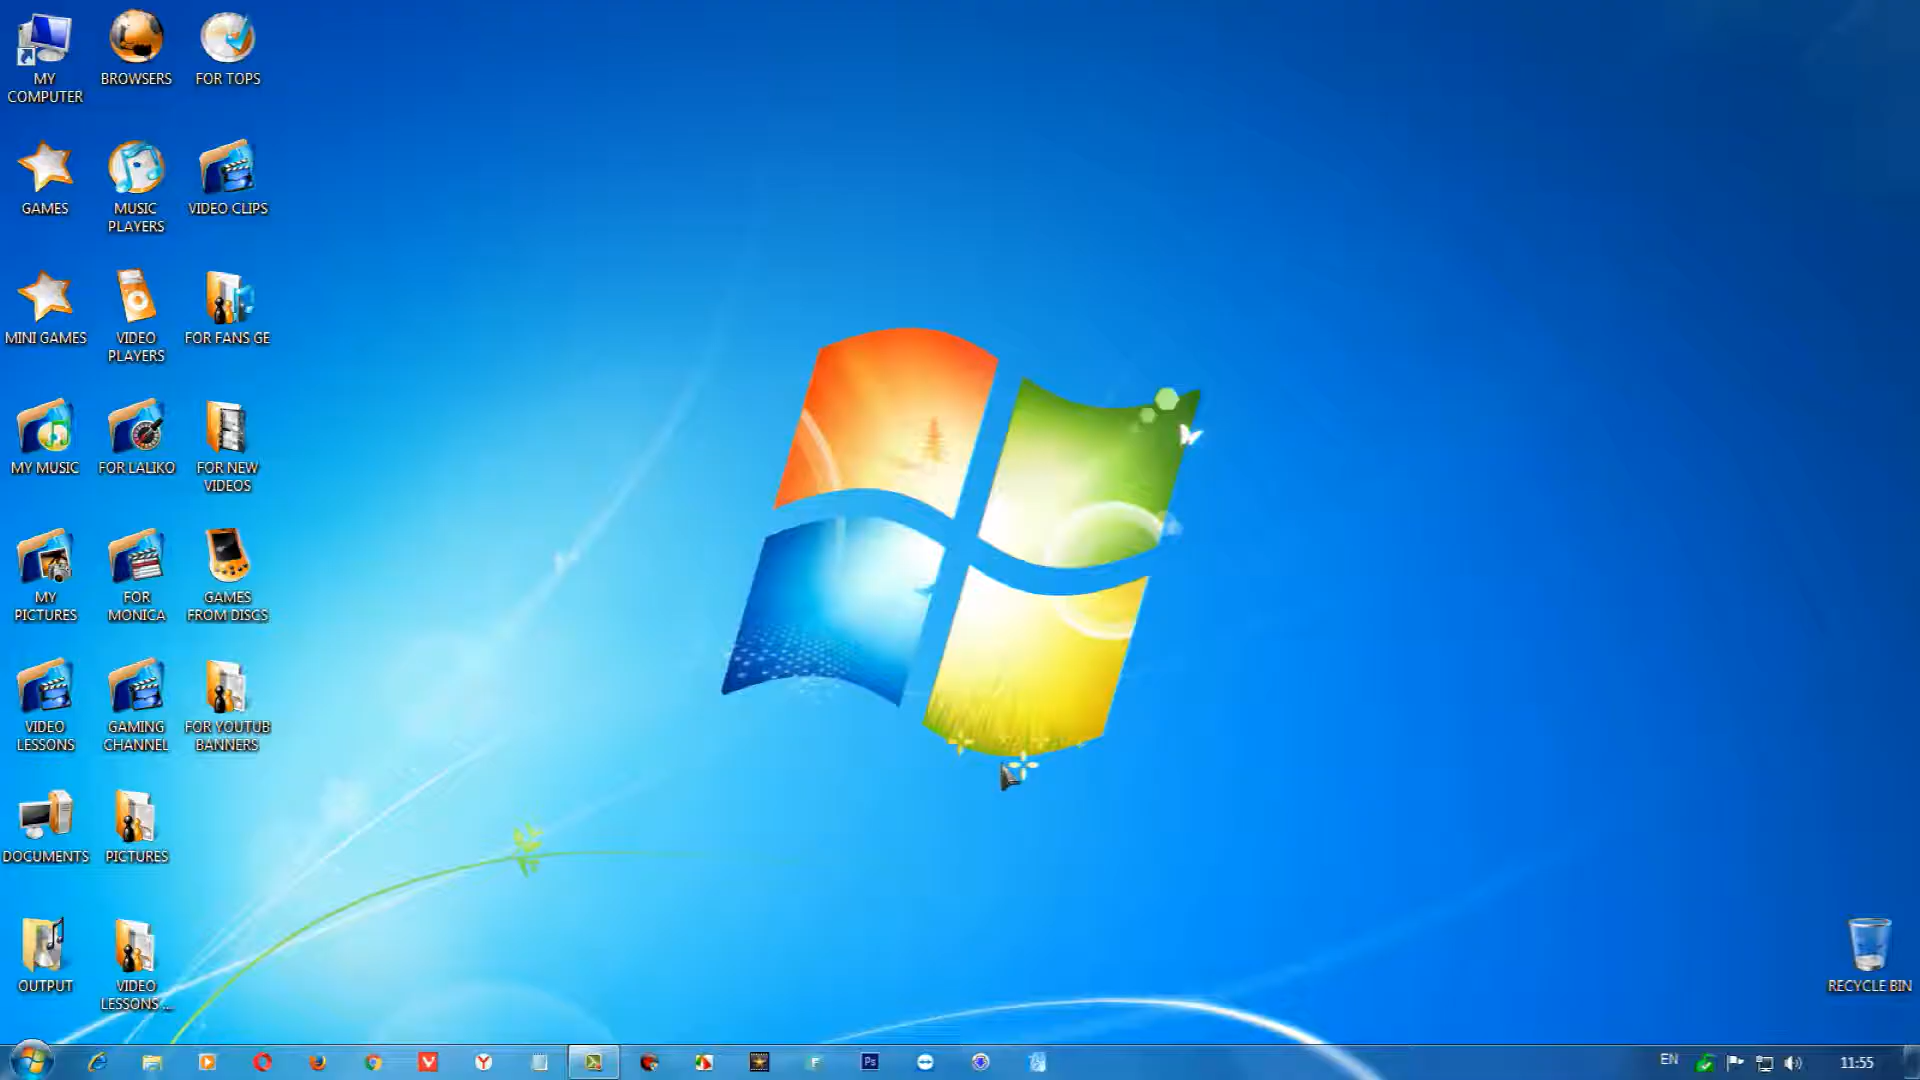 MY
COMPUTER
BROWSERS
FOR TOPS
GAMES
MUSIC
PLAYERS
VIDEO CLIPS
MINI GAMES
VIDEO
PLAYERS
FOR FANS GE
MY MUSIC
FOR LALIKO
FOR NEW
VIDEOS
MY
PICTURES
FOR
MONICA
GAMES
FROM DISCS
VIDEO
LESSONS
GAMING
CHANNEL
FOR YOUTUB
BANNERS
DOCUMENTS
PICTURES
OUTPUT
VIDEO
LESSONS ...
RECYCLE BIN
Ps
EN
11:55